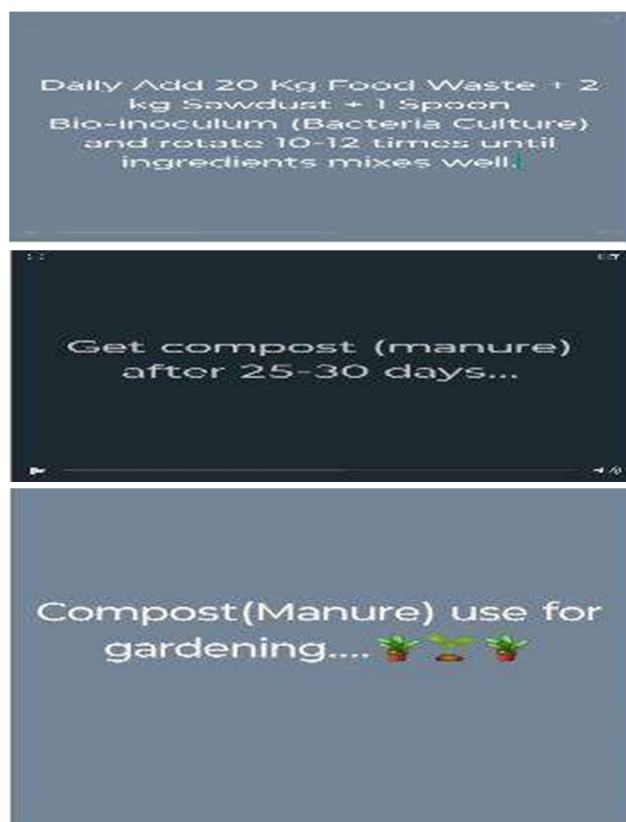 Daily Add 20 Kg Food Waste + 2
kg Sawdust + 1 Spoon
Bio-inoculum (Bacteria Culture)
and rotate 10-12 times until
ingredients mixes well.
Get compost (manure)
after 25-30 days...
Compost(Manure) use for
gardening....